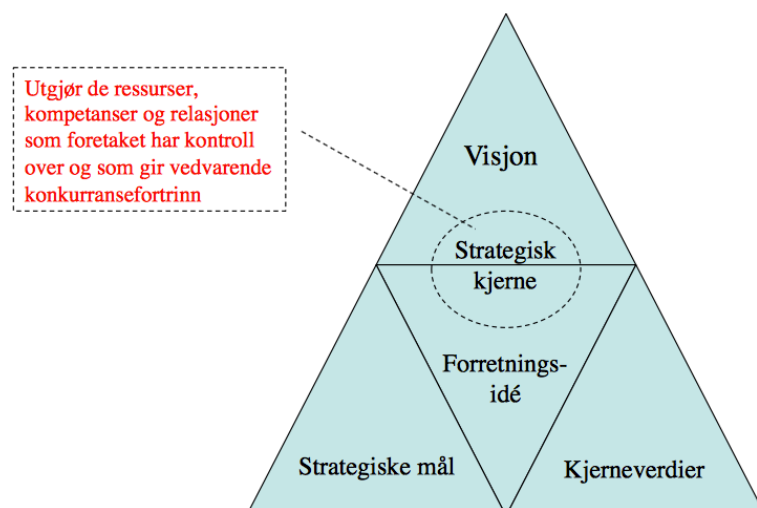 Utgjør de ressurser,
kompetanser og relasjoner
som foretaket har kontroll
over og som gir vedvarende
konkurransefortrinn
Visjon
Strategisk
kjerne
Forretnings-
idé
Strategiske mål
Kjerneverdier